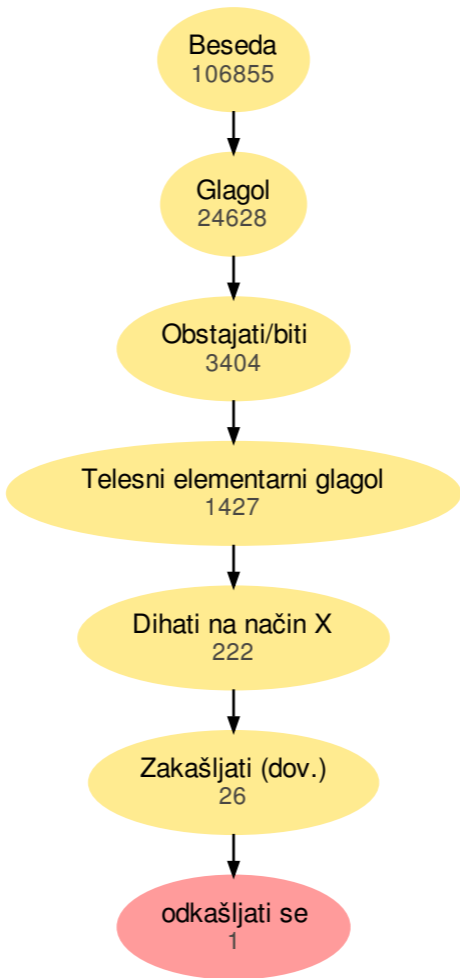 Beseda
106855
Glagol
24628
Obstajati/biti
3404
Telesni elementarni glagol
1427
Dihati na način X
222
Zakašljati (dov.)
26
odkašljati se
1